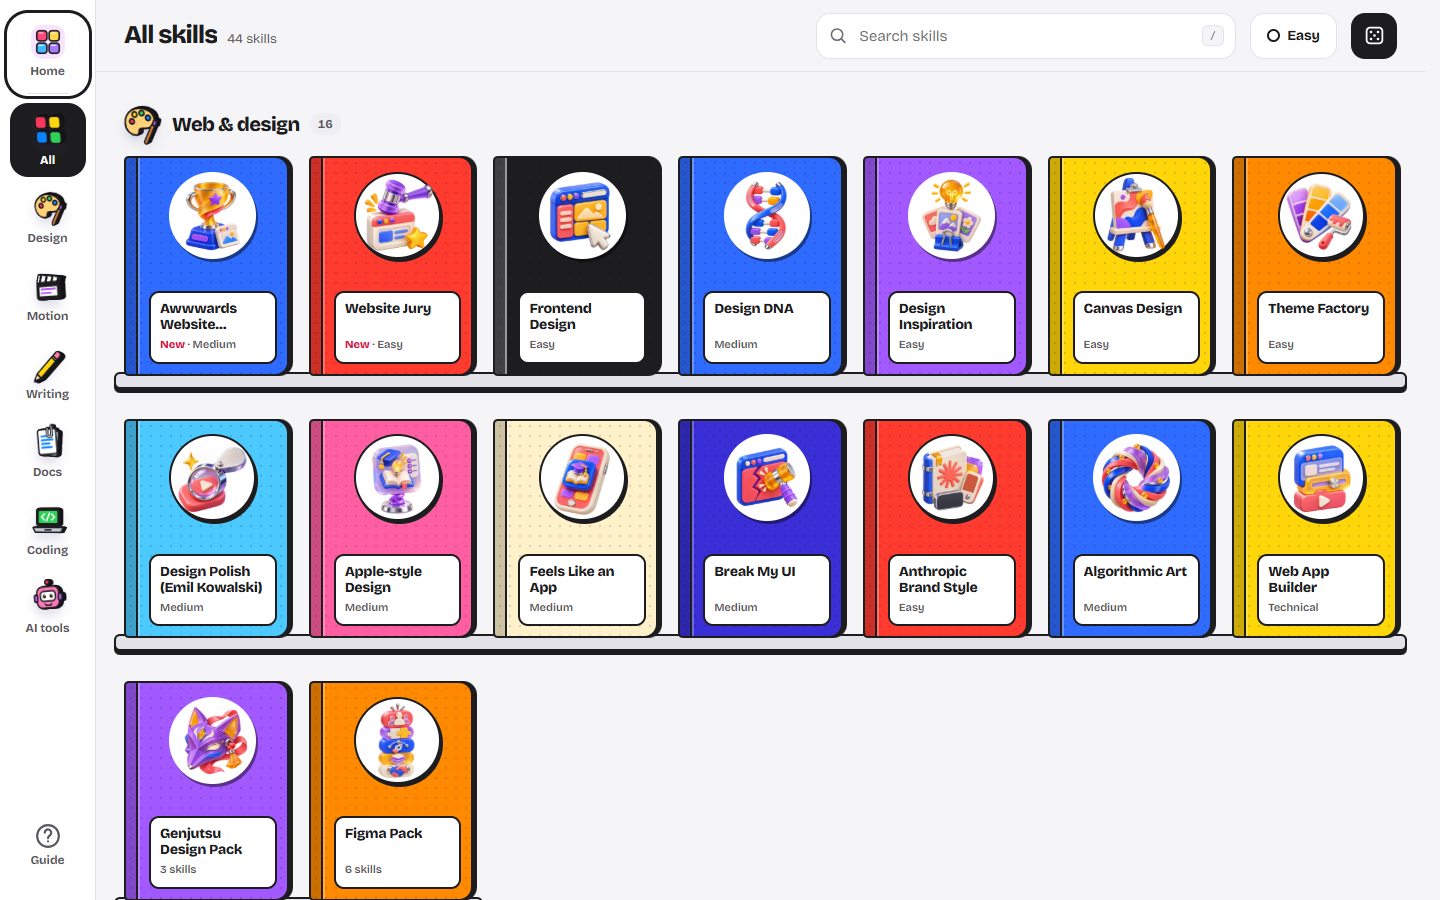 Home
All
Design
Motion
Writing
Docs
Coding
AI tools
Guide
All skills 44 skills
Search skills /
Easy
Web & design 16
Awwwards
Website...
New · Medium
Website Jury
New · Easy
Frontend
Design
Easy
Design DNA
Medium
Design
Inspiration
Easy
Canvas Design
Easy
Theme Factory
Easy
Design Polish
(Emil Kowalski)
Medium
Apple-style
Design
Medium
Feels Like an
App
Medium
Break My UI
Medium
Anthropic
Brand Style
Easy
Algorithmic Art
Medium
Web App
Builder
Technical
Genjutsu
Design Pack
3 skills
Figma Pack
6 skills